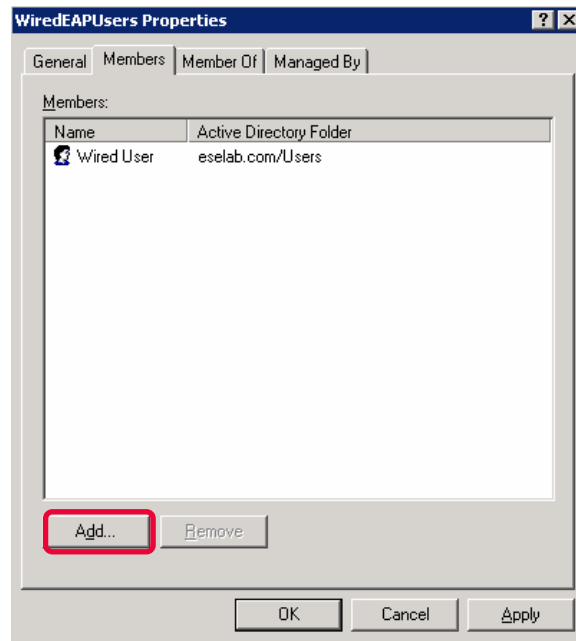 WiredEAPUsers Properties
General Members Member Of Managed By
Members:
Name Active Directory Folder
Wired User eselab.com/Users
Add... Remove
OK Cancel Apply